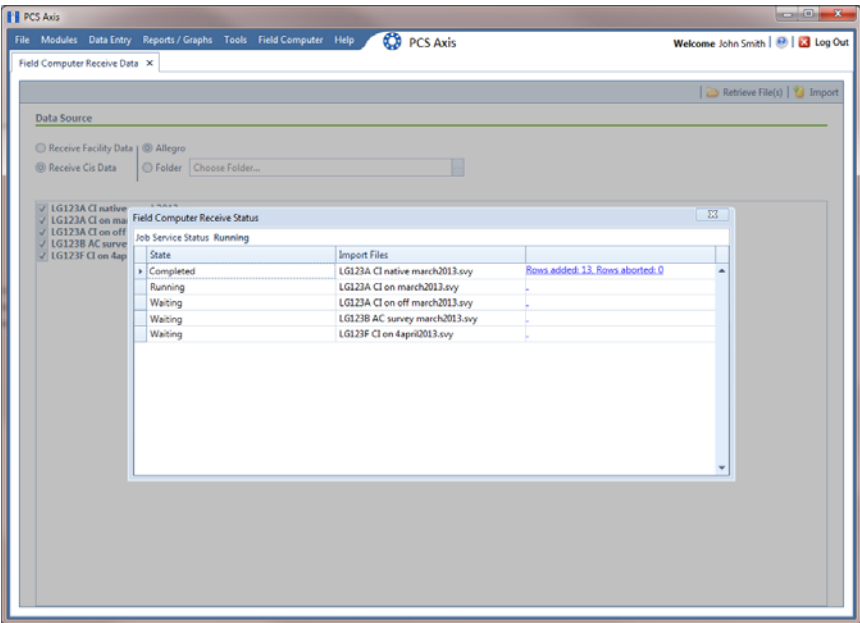 PCS Axis
File Modules Data Entry Reports / Graphs Tools Field Computer Help PCS Axis Welcome John Smith | | Log Out
Field Computer Receive Data ×
Retrieve File(s) | Import
Data Source
Receive Facility Data Allegro
Receive Cis Data Folder Choose Folder...
LG123A CI native
LG123A CI on mar
LG123A CI on off
LG123B AC surve
LG123F CI on 4ap
Field Computer Receive Status
Job Service Status Running
State Import Files
Completed LG123A CI native march2013.svy Rows added: 13, Rows aborted: 0
Running LG123A CI on march2013.svy .
Waiting LG123A CI on off march2013.svy .
Waiting LG123B AC survey march2013.svy .
Waiting LG123F CI on 4april2013.svy .